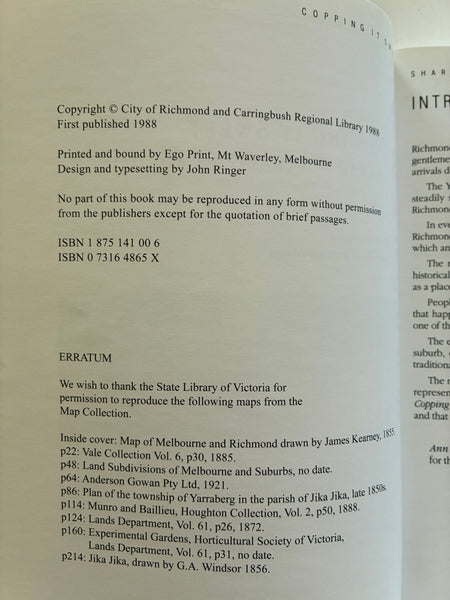 COPPING IT S
Copyright © City of Richmond and Carringbush Regional Library 1988
First published 1988
Printed and bound by Ego Print, Mt Waverley, Melbourne
Design and typesetting by John Ringer
No part of this book may be reproduced in any form without permission
from the publishers except for the quotation of brief passages.
ISBN 1 875 141 00 6
ISBN 0 7316 4865 X
ERRATUM
We wish to thank the State Library of Victoria for
permission to reproduce the following maps from the
Map Collection.
Inside cover: Map of Melbourne and Richmond drawn by James Kearney, 1855.
p22: Vale Collection Vol. 6, p30, 1885.
p48: Land Subdivisions of Melbourne and Suburbs, no date.
p64: Anderson Gowan Pty Ltd, 1921.
p86: Plan of the township of Yarraberg in the parish of Jika Jika, late 1850s.
p114: Munro and Baillieu, Houghton Collection, Vol. 2, p50, 1888.
p124: Lands Department, Vol. 61, p26, 1872.
p160: Experimental Gardens, Horticultural Society of Victoria,
Lands Department, Vol. 61, p31, no date.
p214: Jika Jika, drawn by G.A. Windsor 1856.
SHAR
INTR
Richmon
gentleme
arrivals d
The Y
steadily
Richmon
In eve
Richmon
which an
The r
historical
as a place
Peopl
that happ
one of th
The e
suburb,
tradition
The r
represen
Copping
and that
Ann
for th